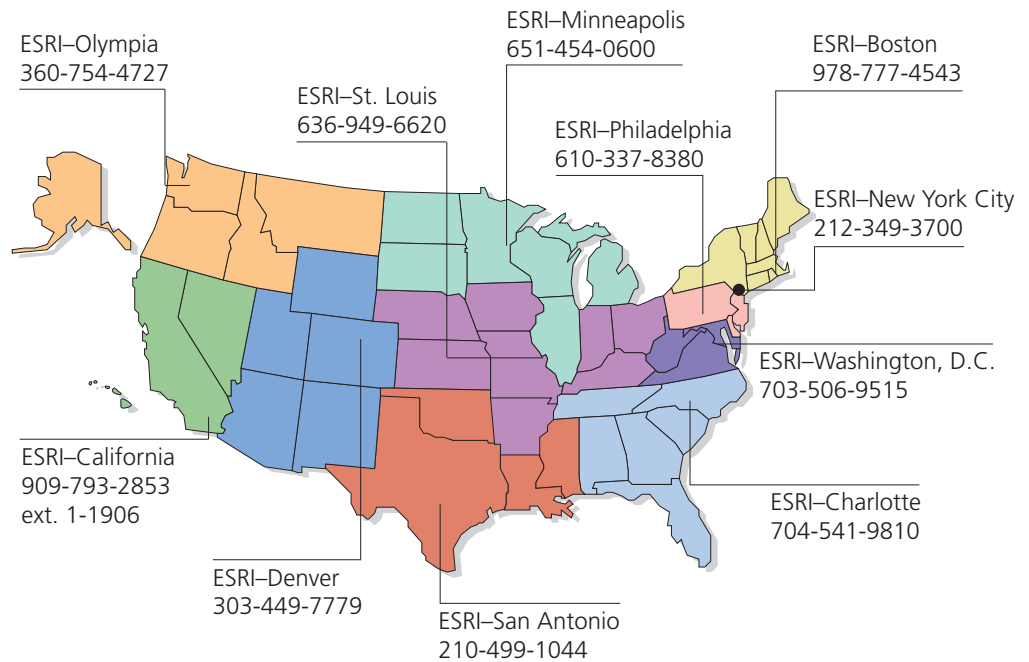 ESRI–Minneapolis
651-454-0600
ESRI–Olympia
360-754-4727
ESRI–Boston
978-777-4543
ESRI–St. Louis
636-949-6620
ESRI–Philadelphia
610-337-8380
ESRI–New York City
212-349-3700
ESRI–Washington, D.C.
703-506-9515
ESRI–California
909-793-2853
ext. 1-1906
ESRI–Charlotte
704-541-9810
ESRI–Denver
303-449-7779
ESRI–San Antonio
210-499-1044